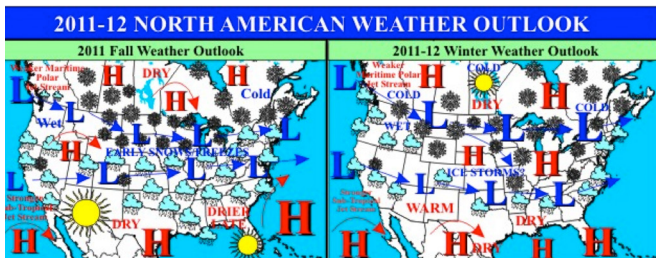 2011-12 NORTH AMERICAN WEATHER OUTLOOK
2011 Fall Weather Outlook
Weaker Maritime
Polar
Jet Stream
H
DRY
H
H
Cold
L
Wet
L
L
L
L
EARLY SNOWS/FREEZES
H
L
L
L
L
Stronger
Sub-Tropical
Jet Stream
H
DRY
H
DRIER
LATE
H
2011-12 Winter Weather Outlook
Weaker
Maritime Polar
Jet Stream
H
COLD
DRY
H
L
COLD
L
L
COLD
L
WET
H
H
L
ICE STORMS?
L
L
L
Stronger
Sub-Tropical
Jet Stream
WARM
DRY
H
H
DRY
H
H